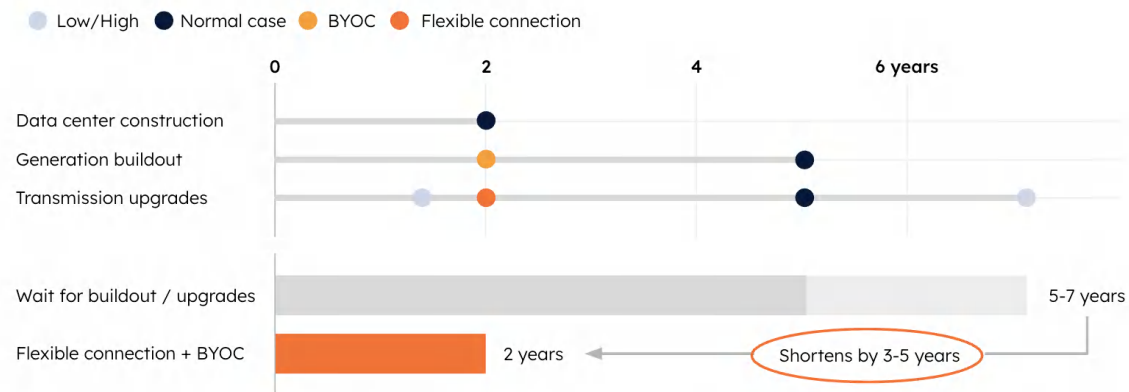 Low/High Normal case BYOC Flexible connection
0 2 4 6 years
Data center construction
Generation buildout
Transmission upgrades
Wait for buildout / upgrades 5-7 years
Flexible connection + BYOC 2 years Shortens by 3-5 years